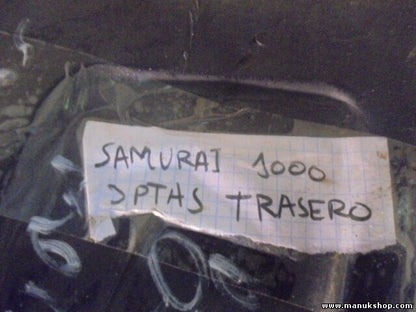 SAMURAI 1000
3PTAS TRASERO
www.manukshop.com